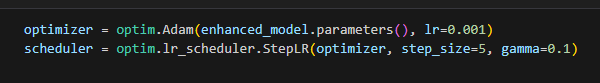 optimizer = optim.Adam(enhanced_model.parameters(), lr=0.001)
scheduler = optim.lr_scheduler.StepLR(optimizer, step_size=5, gamma=0.1)